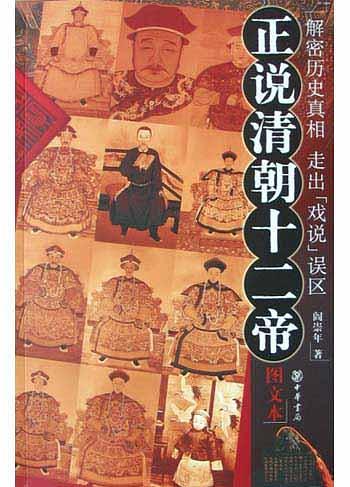 解密历史真相 走出「戏说」误区
正说清朝十二帝
阎崇年 著
图文本
中华书局